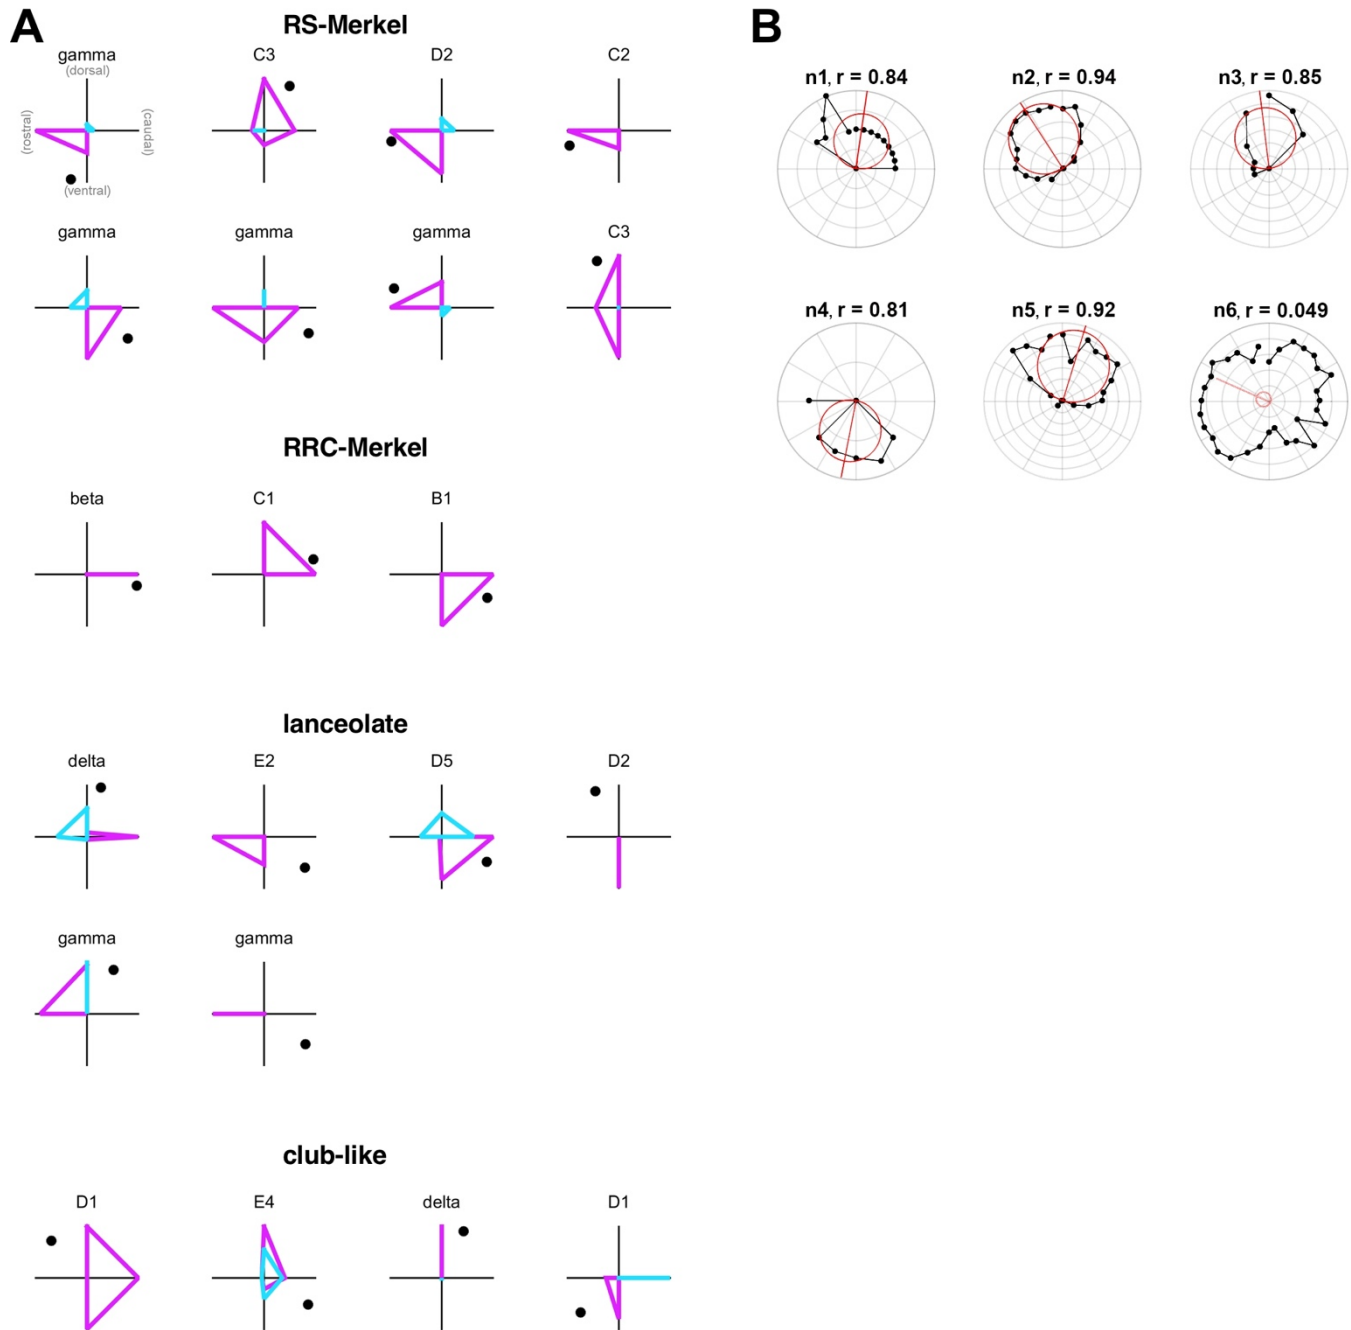 A
RS-Merkel
B
gamma
(dorsal)
C3
D2
C2
n1, r = 0.84
n2, r = 0.94
n3, r = 0.85
(rostral)
(caudal)
(ventral)
gamma
gamma
gamma
C3
n4, r = 0.81
n5, r = 0.92
n6, r = 0.049
RRC-Merkel
beta
C1
B1
lanceolate
delta
E2
D5
D2
gamma
gamma
club-like
D1
E4
delta
D1